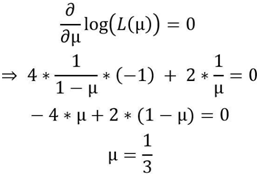 ∂/∂μ log(L(μ)) = 0
⇒ 4 * 1/(1 − μ) * (−1) + 2 * 1/μ = 0
− 4 * μ + 2 * (1 − μ) = 0
μ = 1/3